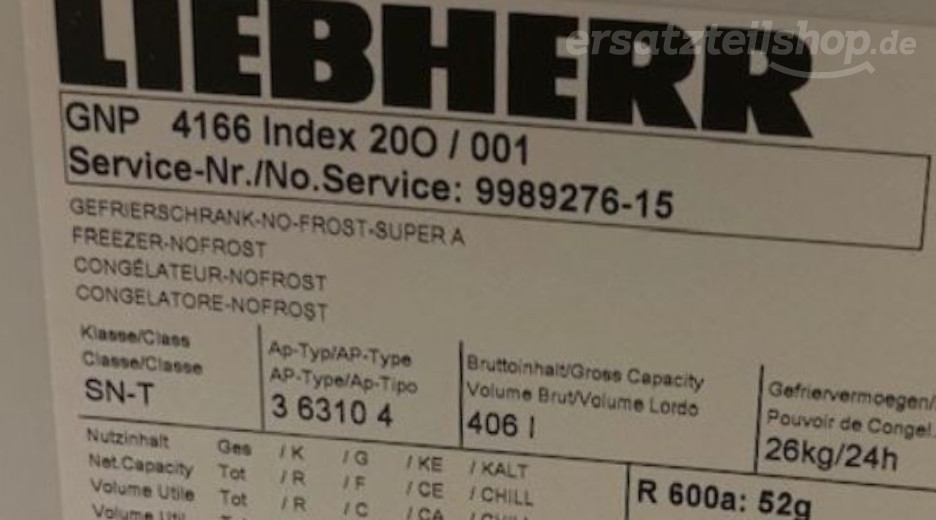 LIEBHERR
ersatzteilshop.de
GNP 4166 Index 20O / 001
Service-Nr./No.Service: 9989276-15
GEFRIERSCHRANK-NO-FROST-SUPER A
FREEZER-NOFROST
CONGÉLATEUR-NOFROST
CONGELATORE-NOFROST
Klasse/Class
Classe/Classe
SN-T
Ap-Typ/AP-Type
AP-Type/Ap-Tipo
3 6310 4
Bruttoinhalt/Gross Capacity
Volume Brut/Volume Lordo
406 l
Gefriervermoegen/
Pouvoir de Congel.
26kg/24h
Nutzinhalt Ges / K / G / KE / KALT
Net.Capacity Tot / R / F / CE / CHILL
Volume Utile Tot / R / C / CA / CHILL
Volume Util
R 600a: 52g